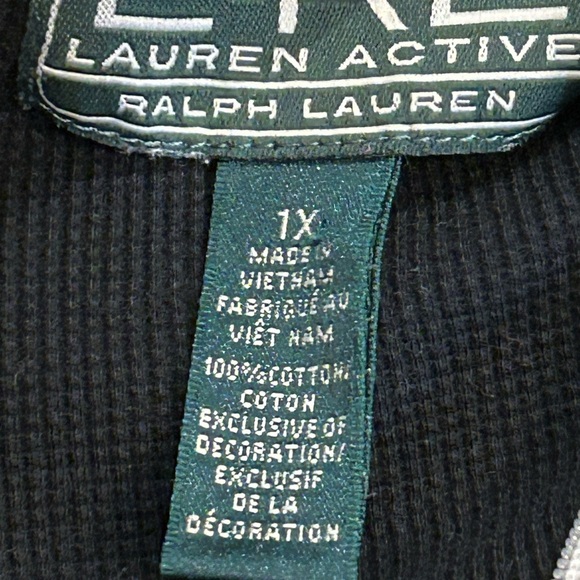 LRL
LAUREN ACTIVE
RALPH LAUREN
1X
MADE IN
VIETNAM
FABRIQUÉ AU
VIÊT NAM
100%COTTON/
COTON
EXCLUSIVE OF
DECORATION/
EXCLUSIF
DE LA
DÉCORATION